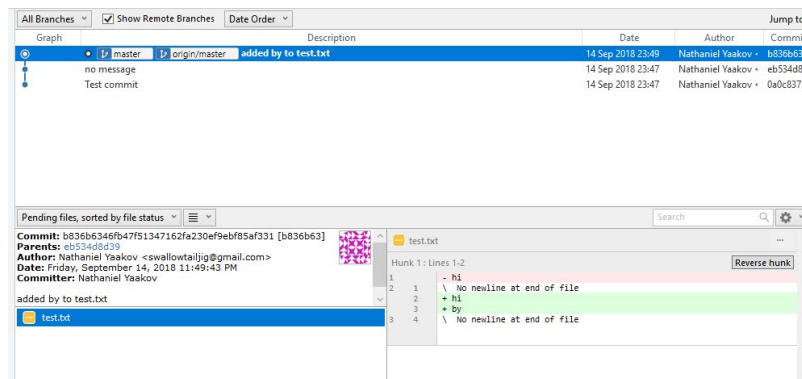 All Branches Show Remote Branches Date Order Jump to
Graph Description Date Author Commi
master origin/master added by to test.txt 14 Sep 2018 23:49 Nathaniel Yaakov < b836b63
no message 14 Sep 2018 23:47 Nathaniel Yaakov < eb534d8
Test commit 14 Sep 2018 23:47 Nathaniel Yaakov < 0a0c837
Pending files, sorted by file status Search
Commit: b836b6346fb47f51347162fa230ef9ebf85af331 [b836b63]
Parents: eb534d8d39
Author: Nathaniel Yaakov <swallowtailjig@gmail.com>
Date: Friday, September 14, 2018 11:49:43 PM
Committer: Nathaniel Yaakov
added by to test.txt
test.txt
test.txt ...
Hunk 1 : Lines 1-2 Reverse hunk
1 - hi
2 1 \ No newline at end of file
2 + hi
3 + by
3 4 \ No newline at end of file